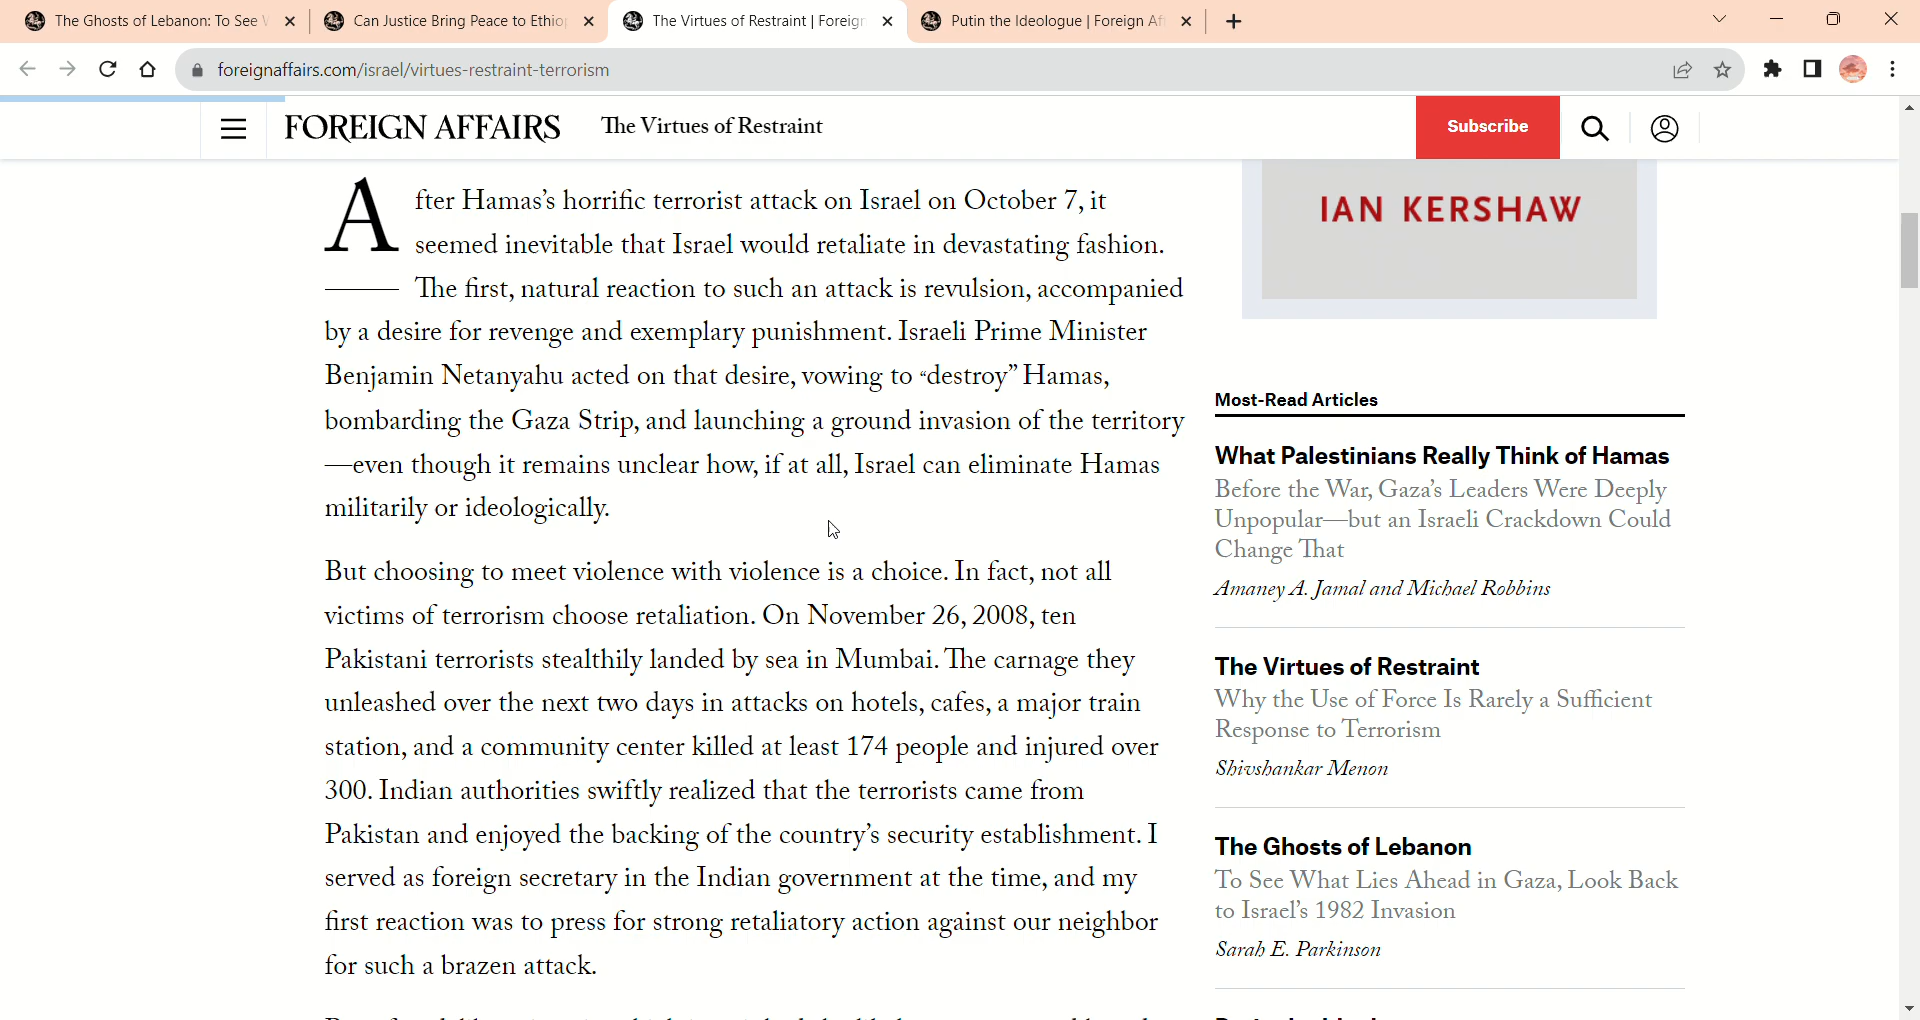 The Ghosts of Lebanon: To See
Can Justice Bring Peace to Ethio
The Virtues of Restraint | Foreign
Putin the Ideologue | Foreign Af
foreignaffairs.com/israel/virtues-restraint-terrorism
FOREIGN AFFAIRS
The Virtues of Restraint
Subscribe
After Hamas’s horrific terrorist attack on Israel on October 7, it
seemed inevitable that Israel would retaliate in devastating fashion.
The first, natural reaction to such an attack is revulsion, accompanied
by a desire for revenge and exemplary punishment. Israeli Prime Minister
Benjamin Netanyahu acted on that desire, vowing to “destroy” Hamas,
bombarding the Gaza Strip, and launching a ground invasion of the territory
—even though it remains unclear how, if at all, Israel can eliminate Hamas
militarily or ideologically.
But choosing to meet violence with violence is a choice. In fact, not all
victims of terrorism choose retaliation. On November 26, 2008, ten
Pakistani terrorists stealthily landed by sea in Mumbai. The carnage they
unleashed over the next two days in attacks on hotels, cafes, a major train
station, and a community center killed at least 174 people and injured over
300. Indian authorities swiftly realized that the terrorists came from
Pakistan and enjoyed the backing of the country’s security establishment. I
served as foreign secretary in the Indian government at the time, and my
first reaction was to press for strong retaliatory action against our neighbor
for such a brazen attack.
IAN KERSHAW
Most-Read Articles
What Palestinians Really Think of Hamas
Before the War, Gaza’s Leaders Were Deeply
Unpopular—but an Israeli Crackdown Could
Change That
Amaney A. Jamal and Michael Robbins
The Virtues of Restraint
Why the Use of Force Is Rarely a Sufficient
Response to Terrorism
Shivshankar Menon
The Ghosts of Lebanon
To See What Lies Ahead in Gaza, Look Back
to Israel’s 1982 Invasion
Sarah E. Parkinson